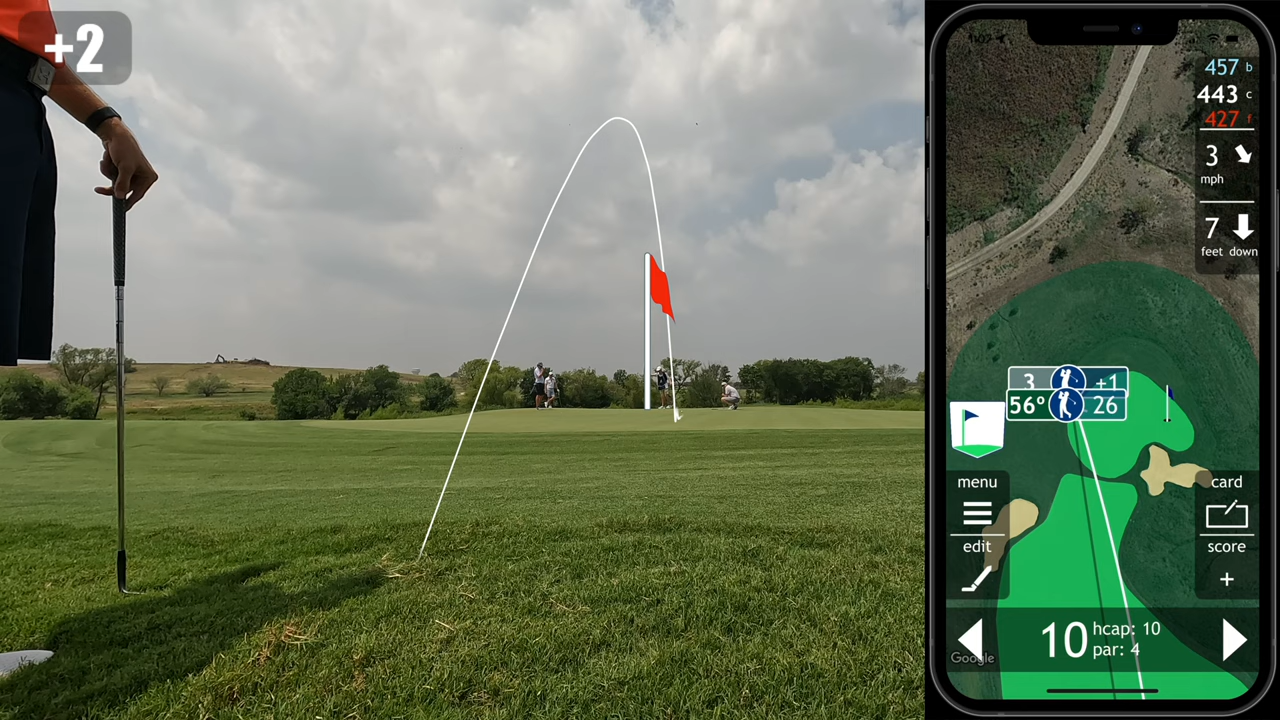 +2
457 b
443 c
427 f
3
mph
7
feet down
3 +1
56° 26
menu
card
edit
score
+
10
hcap: 10
par: 4
Google